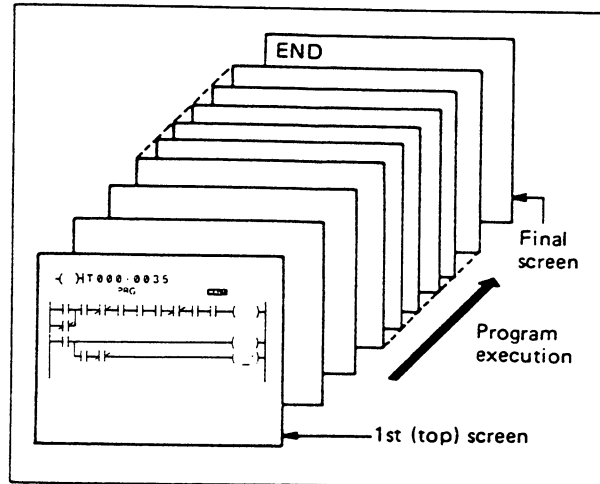 END
Final
screen
Program
execution
1st (top) screen
T000·0035
PRG